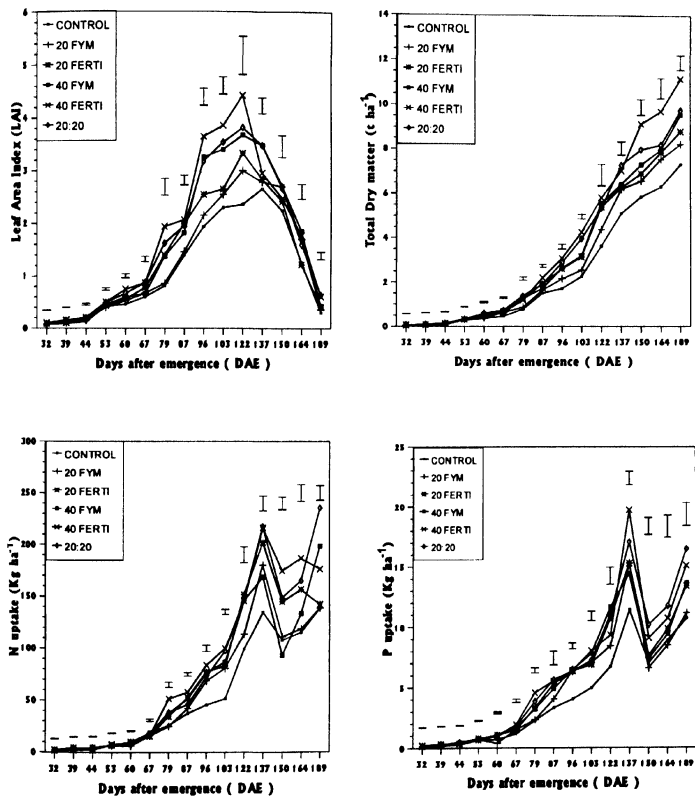 CONTROL
20 FYM
20 FERTI
40 FYM
40 FERTI
20:20
Leaf Area Index (LAI)
6
5
4
3
2
1
0
32 39 44 53 60 67 79 87 96 103 122 137 150 164 189
Days after emergence ( DAE )
CONTROL
20 FYM
20 FERTI
40 FYM
40 FERTI
20:20
Total Dry matter (t ha-1)
14
12
10
8
6
4
2
0
32 39 44 53 60 67 79 87 96 103 122 137 150 164 189
Days after emergence ( DAE )
CONTROL
20 FYM
20 FERTI
40 FYM
40 FERTI
20:20
N uptake (Kg ha-1)
300
250
200
150
100
50
0
32 39 44 53 60 67 79 87 96 103 122 137 150 164 189
Days after emergence ( DAE )
CONTROL
20 FYM
20 FERTI
40 FYM
40 FERTI
20:20
P uptake (Kg ha-1)
25
20
15
10
5
0
32 39 44 53 60 67 79 87 96 103 122 137 150 164 189
Days after emergence ( DAE )